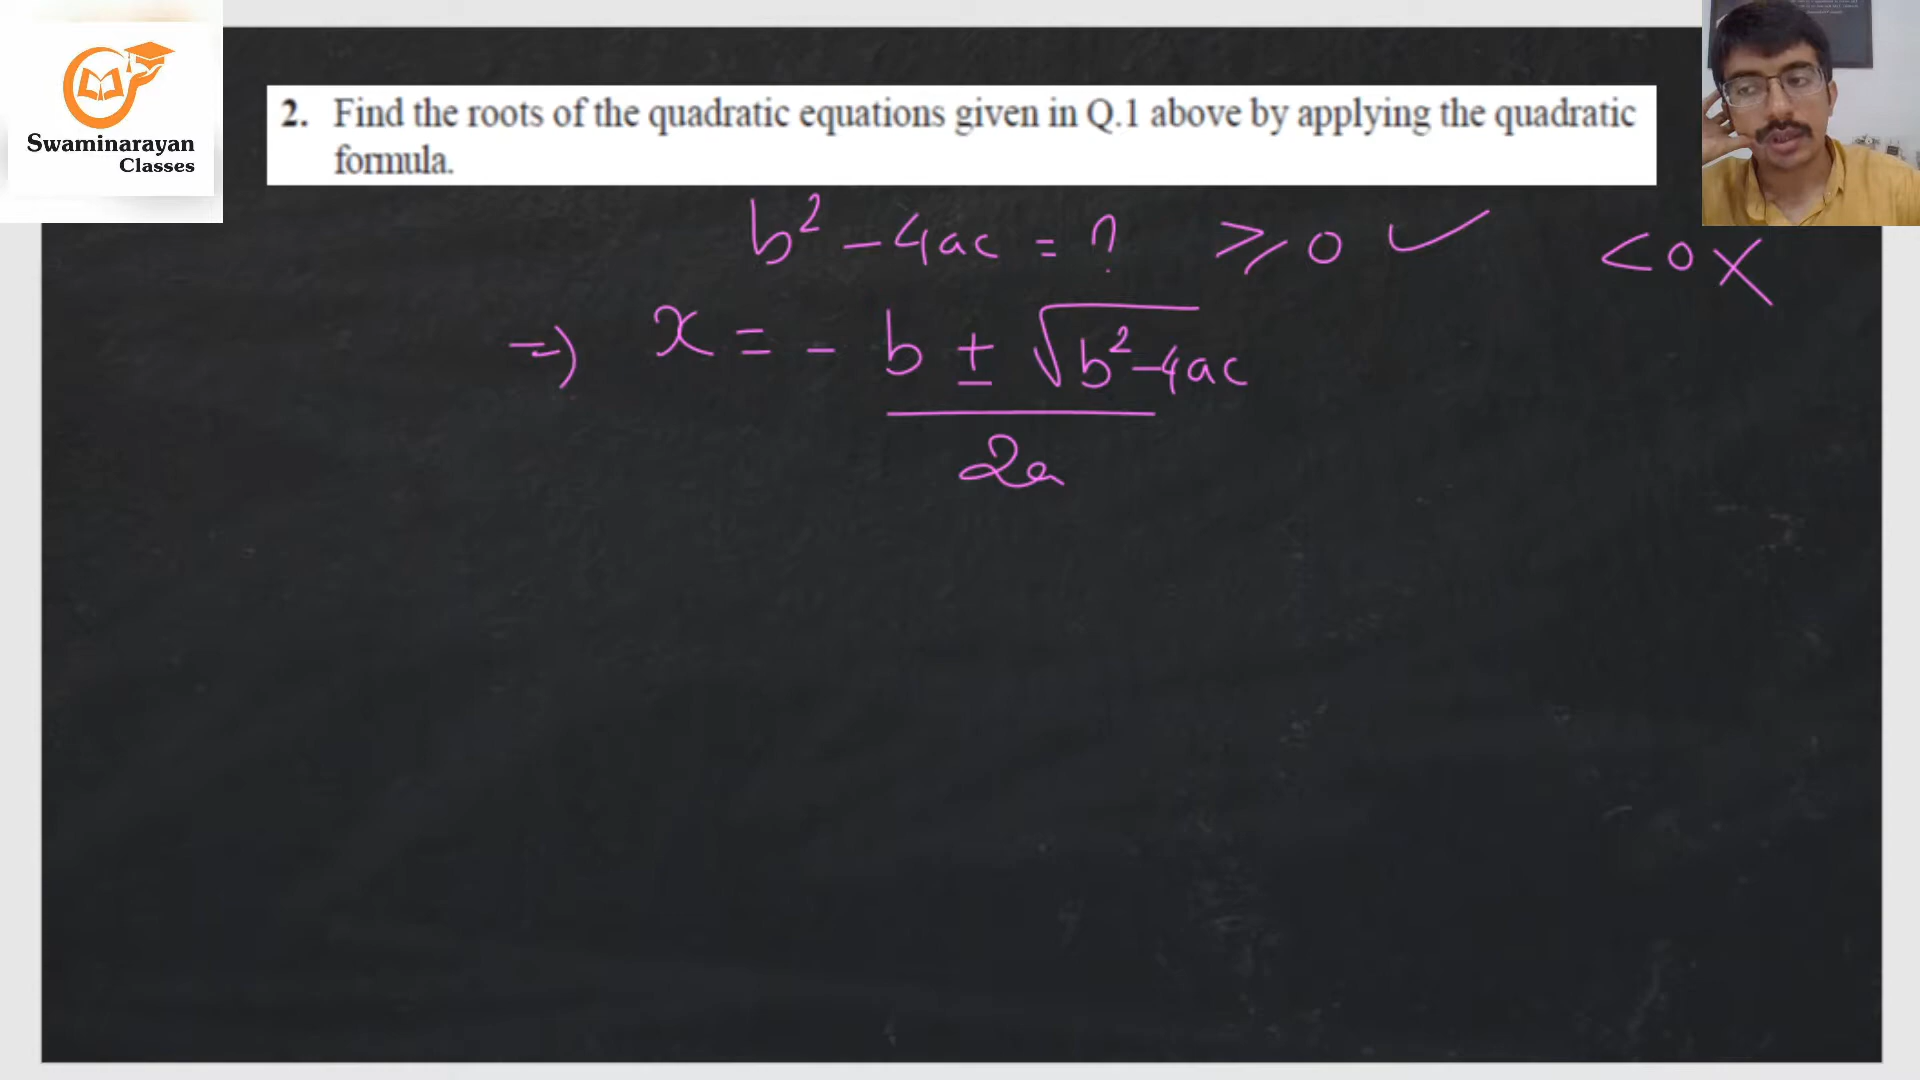 Swaminarayan
Classes
2. Find the roots of the quadratic equations given in Q.1 above by applying the quadratic
formula.
b² - 4ac = ? ≥ 0 ✓ < 0 X
⇒ x = - b ± √b² - 4ac
2a